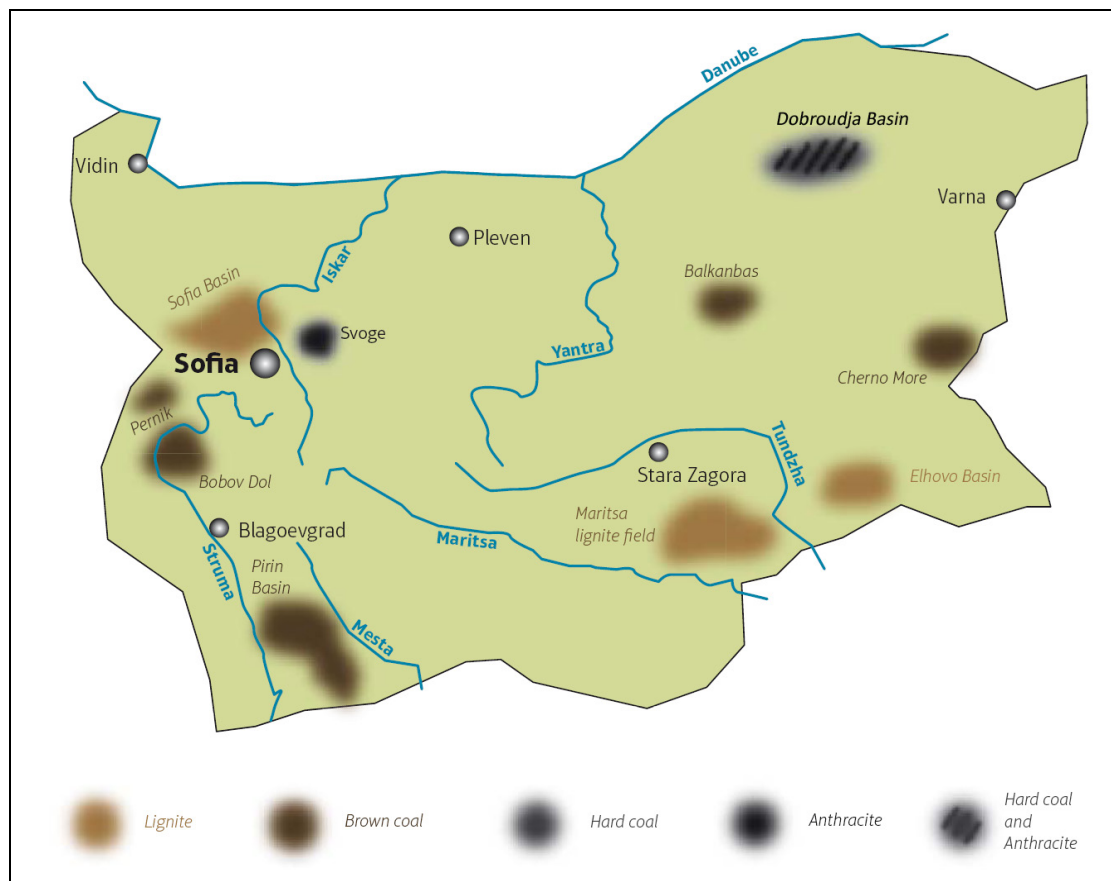 Danube
Dobroudja Basin
Vidin
Varna
Pleven
Iskar
Sofia Basin
Balkanbas
Svoge
Sofia
Yantra
Cherno More
Pernik
Tundzha
Stara Zagora
Elhovo Basin
Bobov Dol
Maritsa
lignite field
Blagoevgrad
Maritsa
Struma
Pirin
Basin
Mesta
Lignite
Brown coal
Hard coal
Anthracite
Hard coal
and
Anthracite